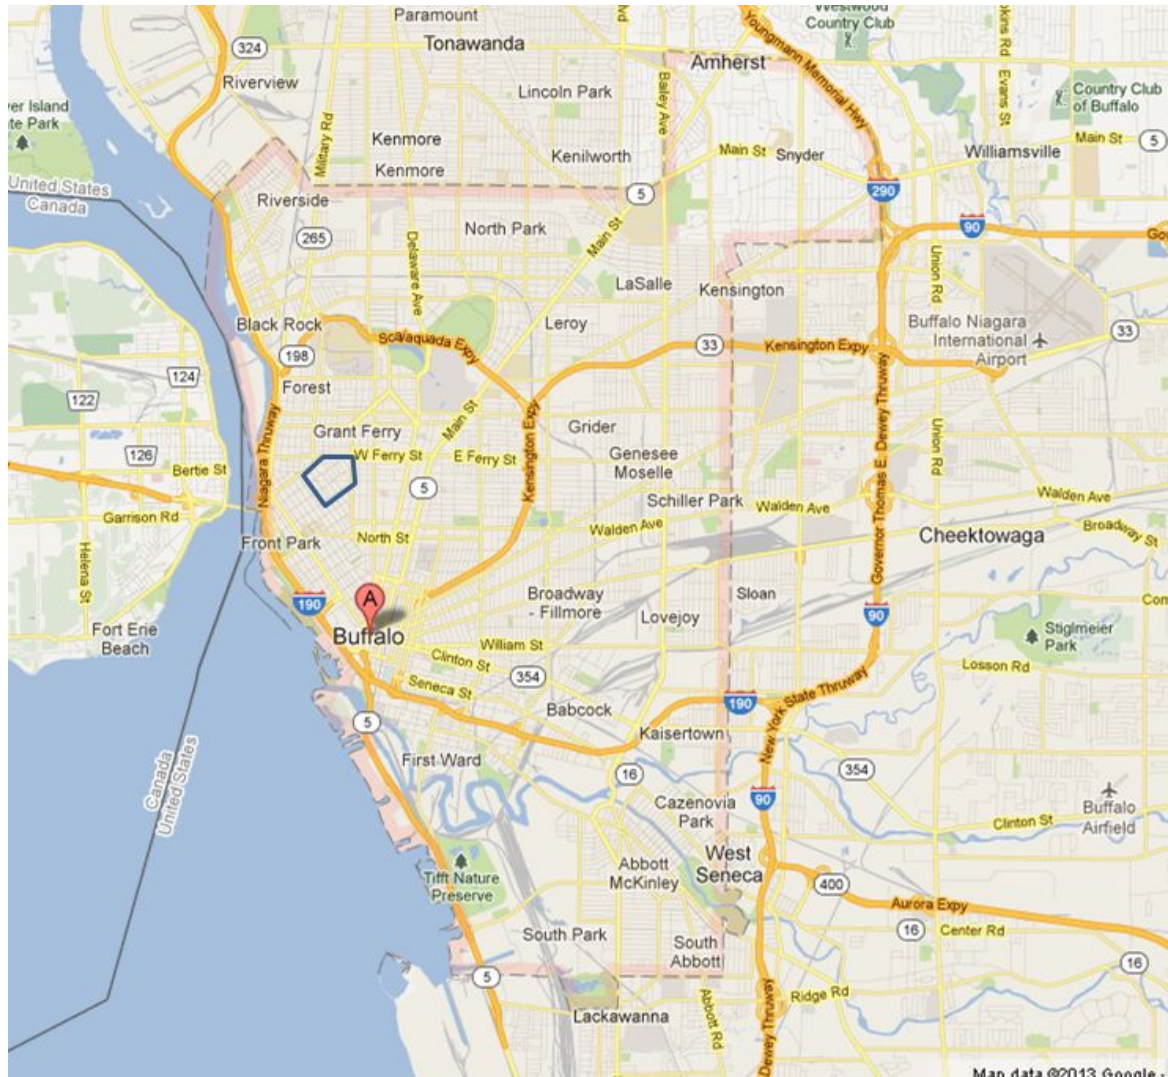 Paramount
Tonawanda
324
Riverview
Lincoln Park
Amherst
Youngmann Memorial Hwy
Westwood
Country Club
Evans St
Country Club
of Buffalo
Main St
5
Williamsville
er Island
te Park
Military Rd
Kenmore
Kenmore
Kenilworth
Bailey Ave
Main St
Snyder
290
United States
Canada
Riverside
265
Delaware Ave
North Park
Main St
5
90
Go
LaSalle
Kensington
Union Rd
Black Rock
Scajaquada Expy
Leroy
33
Kensington Expy
Buffalo Niagara
International
Airport
33
198
Forest
124
122
126
Bertie St
Garrison Rd
Helena St
Niagara Thruway
Grant Ferry
W Ferry St
E Ferry St
Main St
5
Kensington Expy
Grider
Genesee
Moselle
Schiller Park
Walden Ave
Walden Ave
Governor Thomas E. Dewey Thruway
Union Rd
Broadway St
Cheektowaga
Front Park
North St
190
A
Buffalo
Broadway
- Fillmore
Lovejoy
Sloan
90
Com
Stiglmeier
Park
Losson Rd
Fort Erie
Beach
William St
Clinton St
354
Seneca St
Babcock
190
New York State Thruway
Kaisertown
5
First Ward
16
354
90
Cazenovia
Park
Clinton St
Buffalo
Airfield
Canada
United States
West
Seneca
Tifft Nature
Preserve
Abbott
McKinley
400
Aurora Expy
16
Center Rd
South Park
South
Abbott
16
5
Abbott Rd
Ridge Rd
Lackawanna
Dewey Thruway
Map data ©2013 Google -